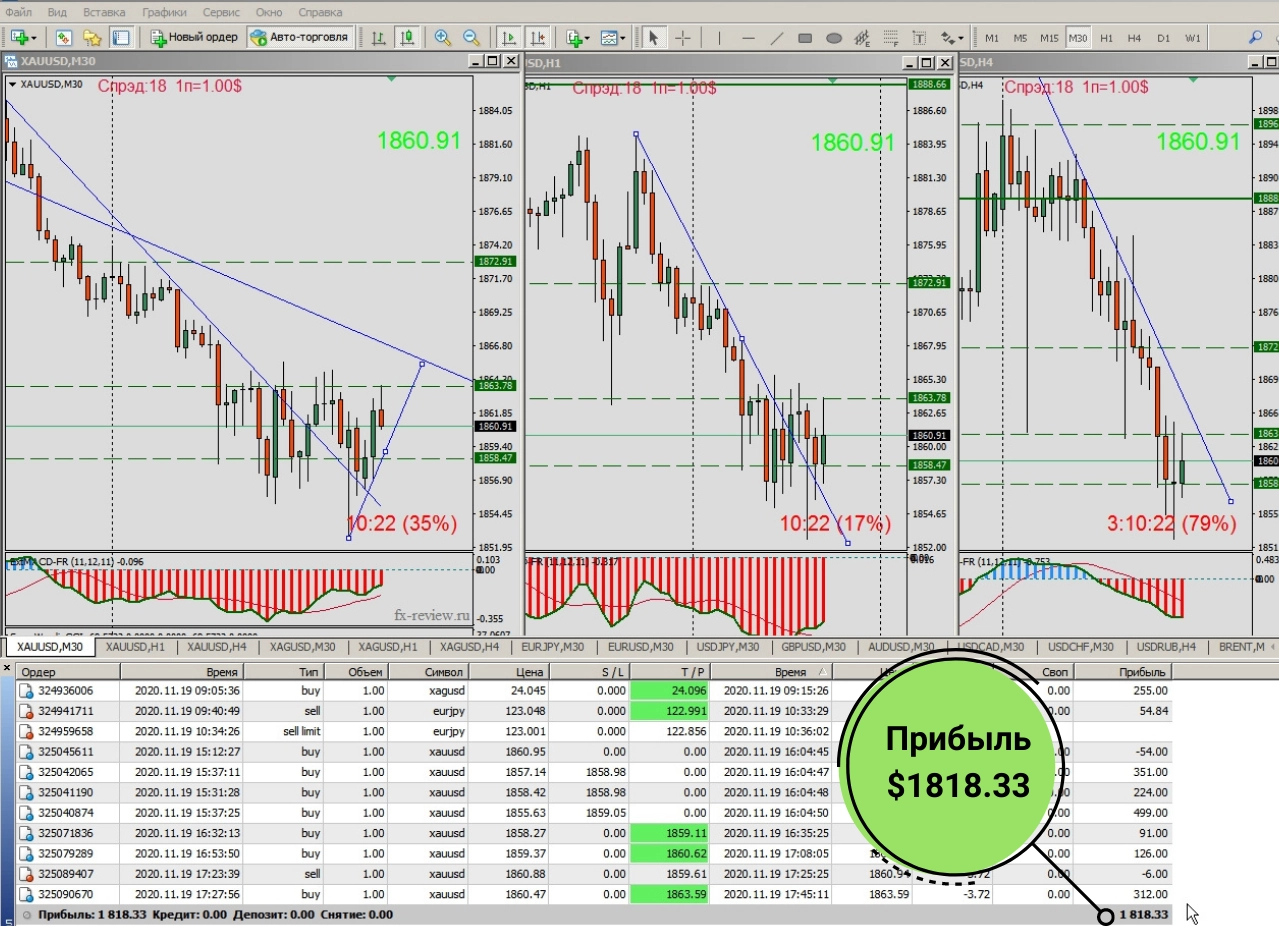 Файл Вид Вставка Графики Сервис Окно Справка
Новый ордер Авто-торговля M1 M5 M15 M30 H1 H4 D1 W1
XAUUSD,M30
XAUUSD,M30 Спрэд:18 1п=1.00$
1860.91
1884.05
1881.60
1879.10
1876.65
1874.20
1872.91
1871.70
1869.25
1866.80
1863.78
1861.85
1860.91
1859.40
1858.47
1856.90
1854.45
1851.95
10:22 (35%)
CD-FR (11,12,11) -0.096
0.103
0.00
-0.355
fx-review.ru
SD,H1
Спрэд:18 1п=1.00$
1860.91
1888.66
1886.60
1883.95
1881.30
1878.65
1875.95
1872.91
1870.65
1867.95
1865.30
1863.78
1862.65
1860.91
1860.00
1858.47
1857.30
1854.65
1852.00
10:22 (17%)
-FR (11,12,11) -0.317
SD,H4
D,H4 Спрэд:18 1п=1.00$
1860.91
1898
1896
1894
1890
1888
1887
1880
1876
1872
1869
1863
1862
1860
1858
1855
1851
3:10:22 (79%)
-FR (11,12,11) -0.753
0.483
0.00
XAUUSD,M30 XAUUSD,H1 XAUUSD,H4 XAGUSD,M30 XAGUSD,H1 XAGUSD,H4 EURJPY,M30 EURUSD,M30 USDJPY,M30 GBPUSD,M30 AUDUSD,M30 USDCAD,M30 USDCHF,M30 USDRUB,H4 BRENT,M
Ордер Время Тип Объем Символ Цена S / L T / P Время Своп Прибыль
324936006 2020.11.19 09:05:36 buy 1.00 xagusd 24.045 0.000 24.096 2020.11.19 09:15:26 0.00 255.00
324941711 2020.11.19 09:40:49 sell 1.00 eurjpy 123.048 0.000 122.991 2020.11.19 10:33:29 0.00 54.84
324959658 2020.11.19 10:34:26 sell limit 1.00 eurjpy 123.001 0.00 122.856 2020.11.19 10:36:02
325045611 2020.11.19 15:12:27 buy 1.00 xauusd 1860.95 0.00 0.00 2020.11.19 16:04:45 -54.00
325042065 2020.11.19 15:37:11 buy 1.00 xauusd 1857.14 1858.98 0.00 2020.11.19 16:04:47 351.00
325041190 2020.11.19 15:31:28 buy 1.00 xauusd 1858.42 1858.98 0.00 2020.11.19 16:04:48 224.00
325040874 2020.11.19 15:37:25 buy 1.00 xauusd 1855.63 1859.05 0.00 2020.11.19 16:04:50 499.00
325071836 2020.11.19 16:32:13 buy 1.00 xauusd 1858.27 0.00 1859.11 2020.11.19 16:35:25 0.00 91.00
325079289 2020.11.19 16:53:50 buy 1.00 xauusd 1859.37 0.00 1860.62 2020.11.19 17:08:05 0.00 126.00
325089407 2020.11.19 17:23:39 sell 1.00 xauusd 1860.88 0.00 1859.61 2020.11.19 17:25:25 1860.94 -3.72 0.00 -6.00
325090670 2020.11.19 17:27:56 buy 1.00 xauusd 1860.47 0.00 1863.59 2020.11.19 17:45:11 1863.59 -3.72 0.00 312.00
Прибыль: 1 818.33 Кредит: 0.00 Депозит: 0.00 Снятие: 0.00 1 818.33
Прибыль
$1818.33